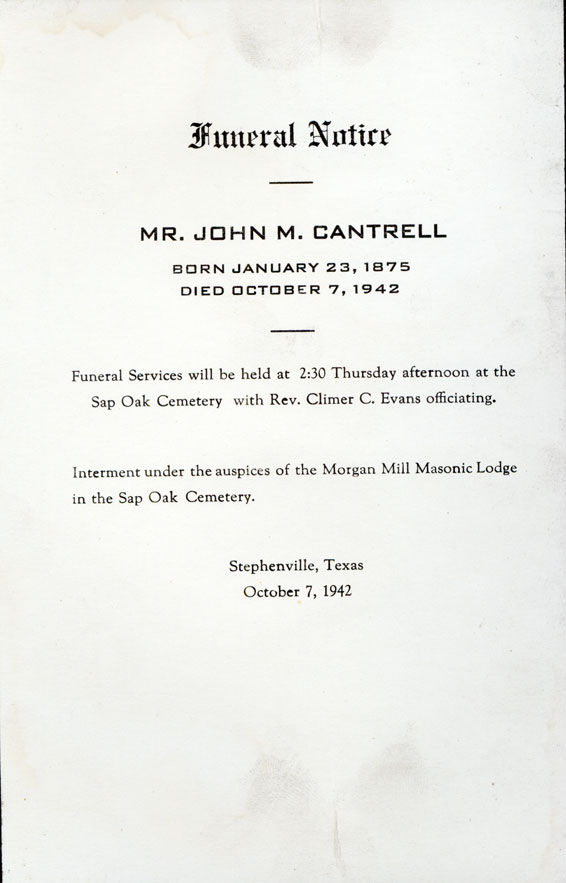 Funeral Notice
MR. JOHN M. CANTRELL
BORN JANUARY 23, 1875
DIED OCTOBER 7, 1942
Funeral Services will be held at 2:30 Thursday afternoon at the
Sap Oak Cemetery with Rev. Climer C. Evans officiating.
Interment under the auspices of the Morgan Mill Masonic Lodge
in the Sap Oak Cemetery.
Stephenville, Texas
October 7, 1942